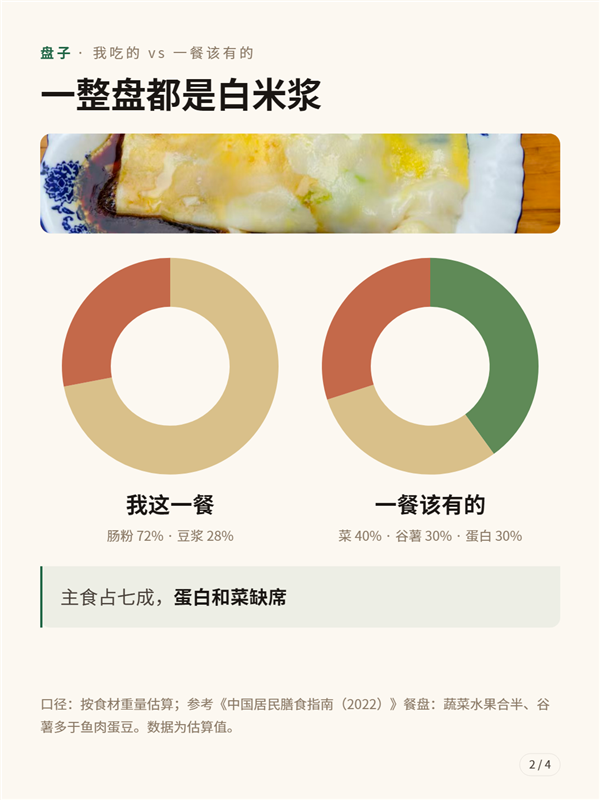 盘子 · 我吃的 vs 一餐该有的
一整盘都是白米浆
我这一餐
肠粉 72% · 豆浆 28%
一餐该有的
菜 40% · 谷薯 30% · 蛋白 30%
主食占七成，蛋白和菜缺席
口径：按食材重量估算；参考《中国居民膳食指南（2022）》餐盘：蔬菜水果合半、谷
薯多于鱼肉蛋豆。数据为估算值。
2 / 4